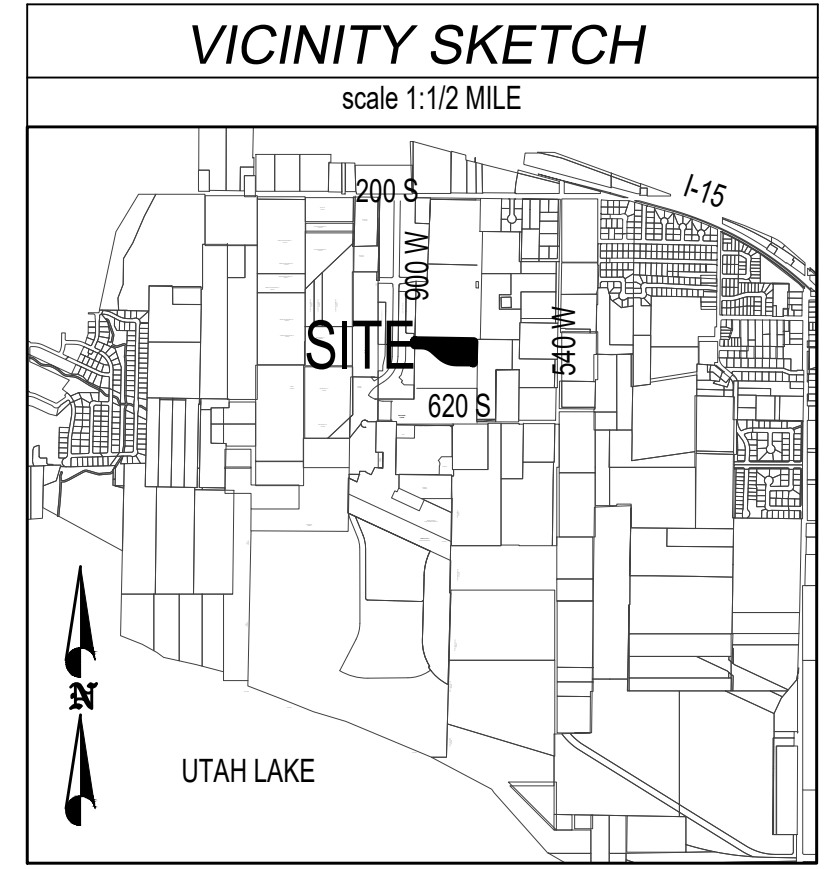 VICINITY SKETCH
scale 1:1/2 MILE
200 S
I-15
900 W
SITE
540 W
620 S
N
UTAH LAKE